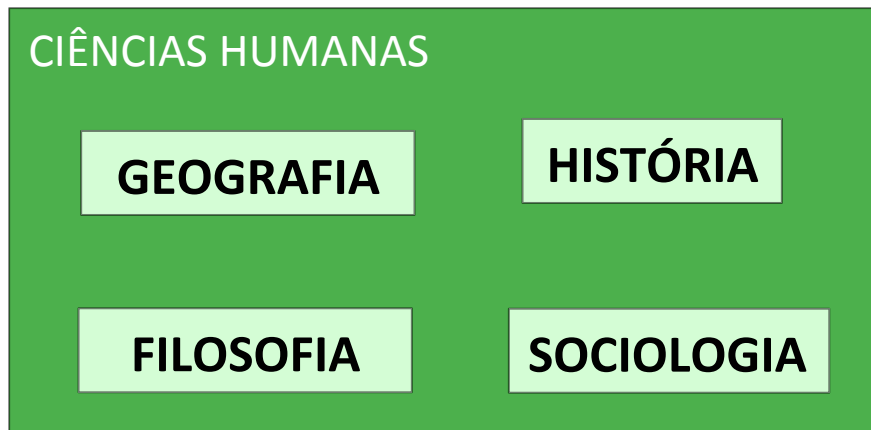 CIÊNCIAS HUMANAS
GEOGRAFIA
HISTÓRIA
FILOSOFIA
SOCIOLOGIA